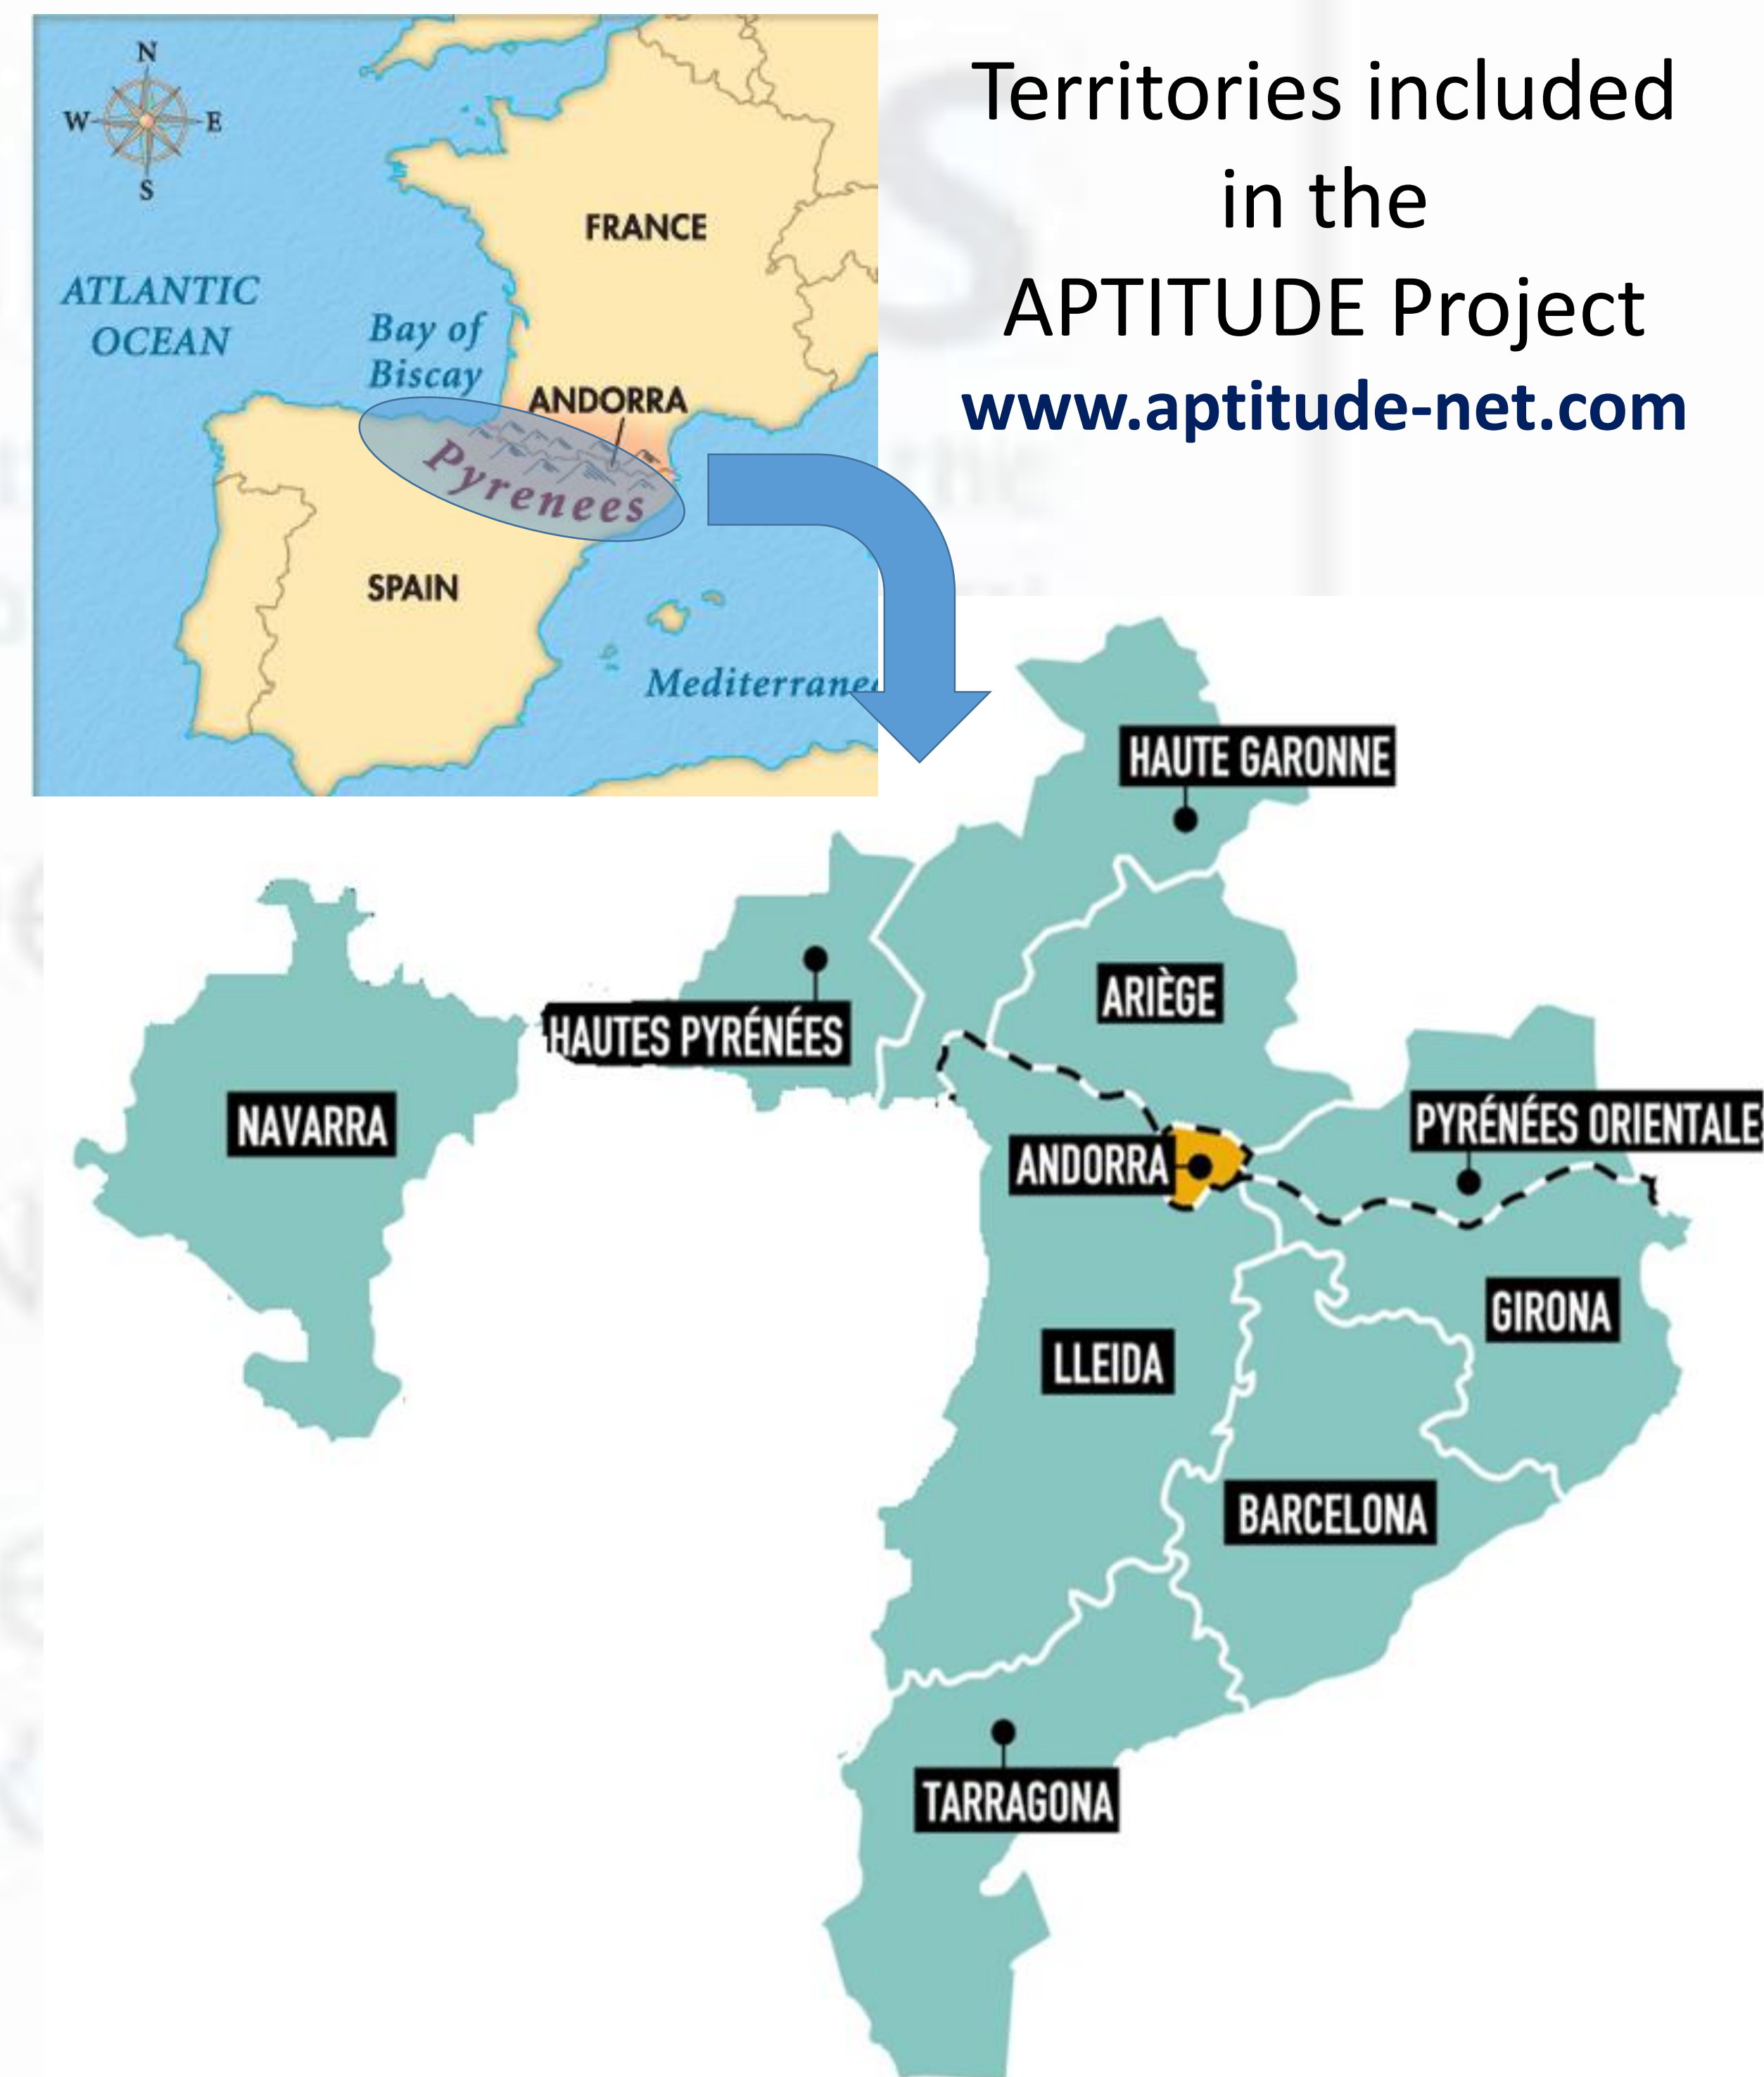 N
W
E
S
FRANCE
ATLANTIC
OCEAN
Bay of
Biscay
ANDORRA
Pyrenees
SPAIN
Mediterrane
Territories included
in the
APTITUDE Project
www.aptitude-net.com
HAUTE GARONNE
ARIÈGE
HAUTES PYRÉNÉES
NAVARRA
PYRÉNÉES ORIENTALE
ANDORRA
GIRONA
LLEIDA
BARCELONA
TARRAGONA